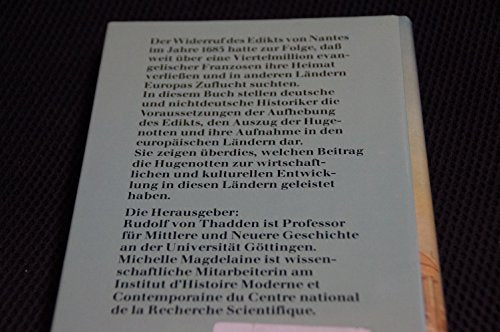 Der Widerruf des Edikts von Nantes
im Jahre 1685 hatte zur Folge, daß
weit über eine Viertelmillion evan-
gelischer Franzosen ihre Heimat
verließen und in anderen Ländern
Europas Zuflucht suchten.
In diesem Buch stellen deutsche
und nichtdeutsche Historiker die
Voraussetzungen der Aufhebung
des Edikts, den Auszug der Huge-
notten und ihre Aufnahme in den
europäischen Ländern dar.
Sie zeigen überdies, welchen Beitrag
die Hugenotten zur wirtschaft-
lichen und kulturellen Entwick-
lung in diesen Ländern geleistet
haben.
Die Herausgeber:
Rudolf von Thadden ist Professor
für Mittlere und Neuere Geschichte
an der Universität Göttingen.
Michelle Magdelaine ist wissen-
schaftliche Mitarbeiterin am
Institut d'Histoire Moderne et
Contemporaine du Centre national
de la Recherche Scientifique.